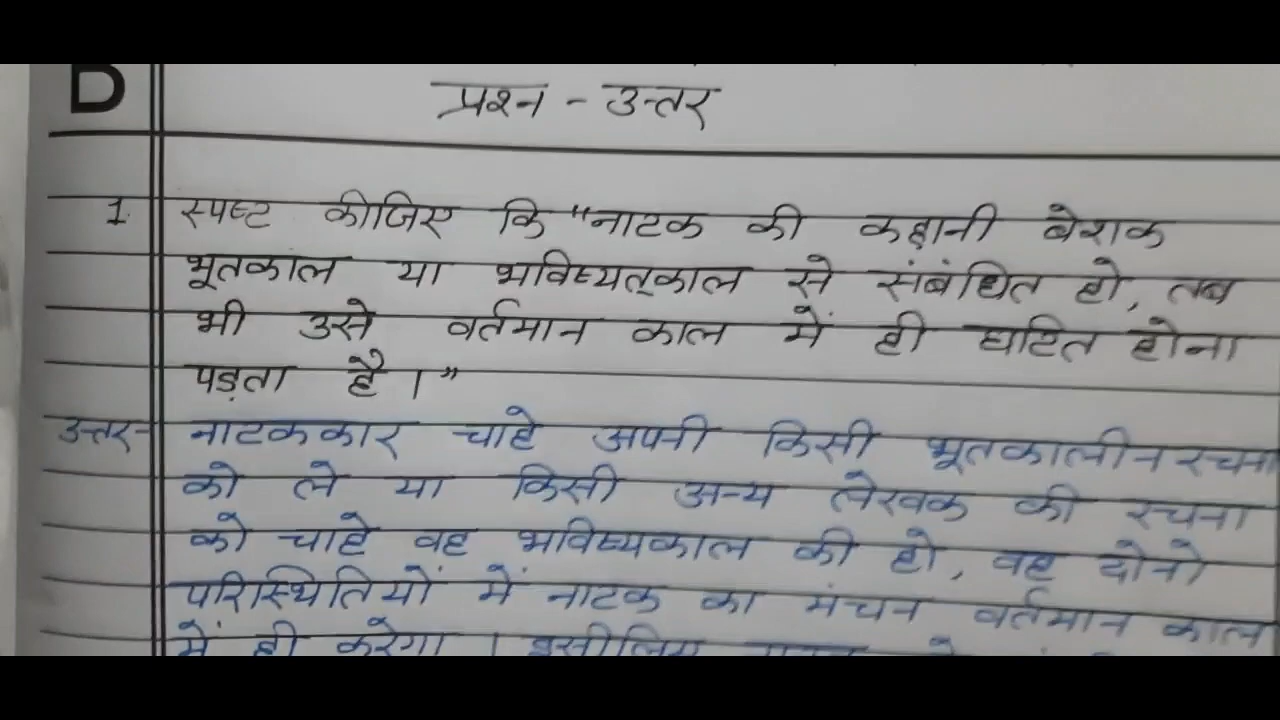 D
प्रश्न - उत्तर
1. स्पष्ट कीजिए कि "नाटक की कहानी बेशक
भूतकाल या भविष्यत्काल से संबंधित हो, तब
भी उसे वर्तमान काल में ही घटित होना
पड़ता है।"
उत्तर- नाटककार चाहे अपनी किसी भूतकालीन रचना
को ले या किसी अन्य लेखक की रचना
को चाहे वह भविष्यकाल की हो, वह दोनो
परिस्थितियों में नाटक का मंचन वर्तमान काल
में ही करेगा । इसीलिए